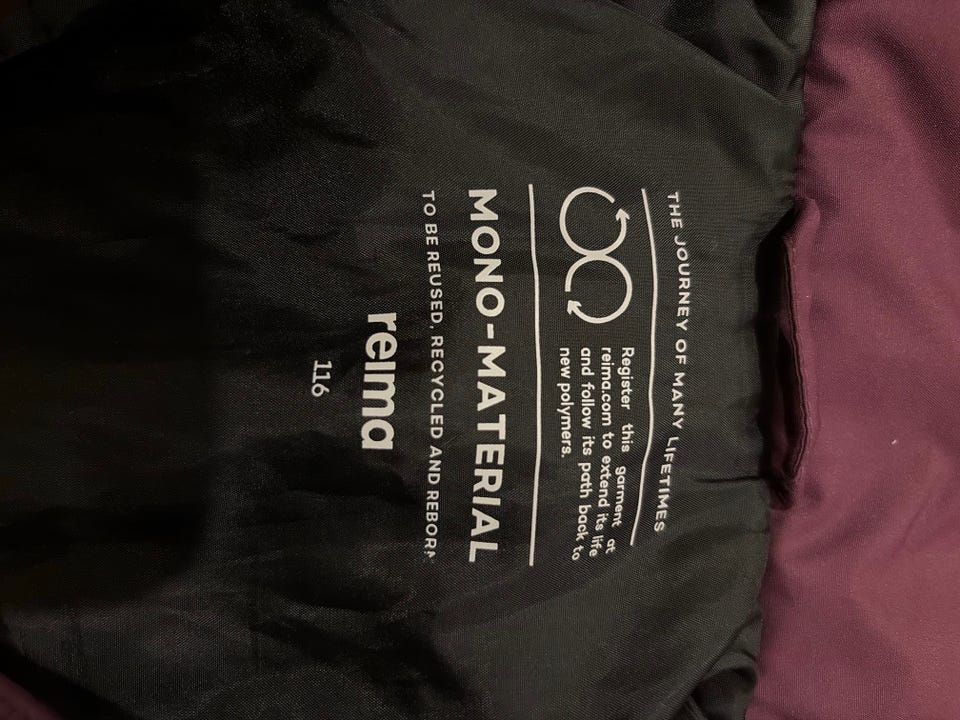 THE JOURNEY OF MANY LIFETIMES
Register this garment at
reima.com to extend its life
and follow its path back to
new polymers.
MONO-MATERIAL
TO BE REUSED, RECYCLED AND REBORN
reima
116